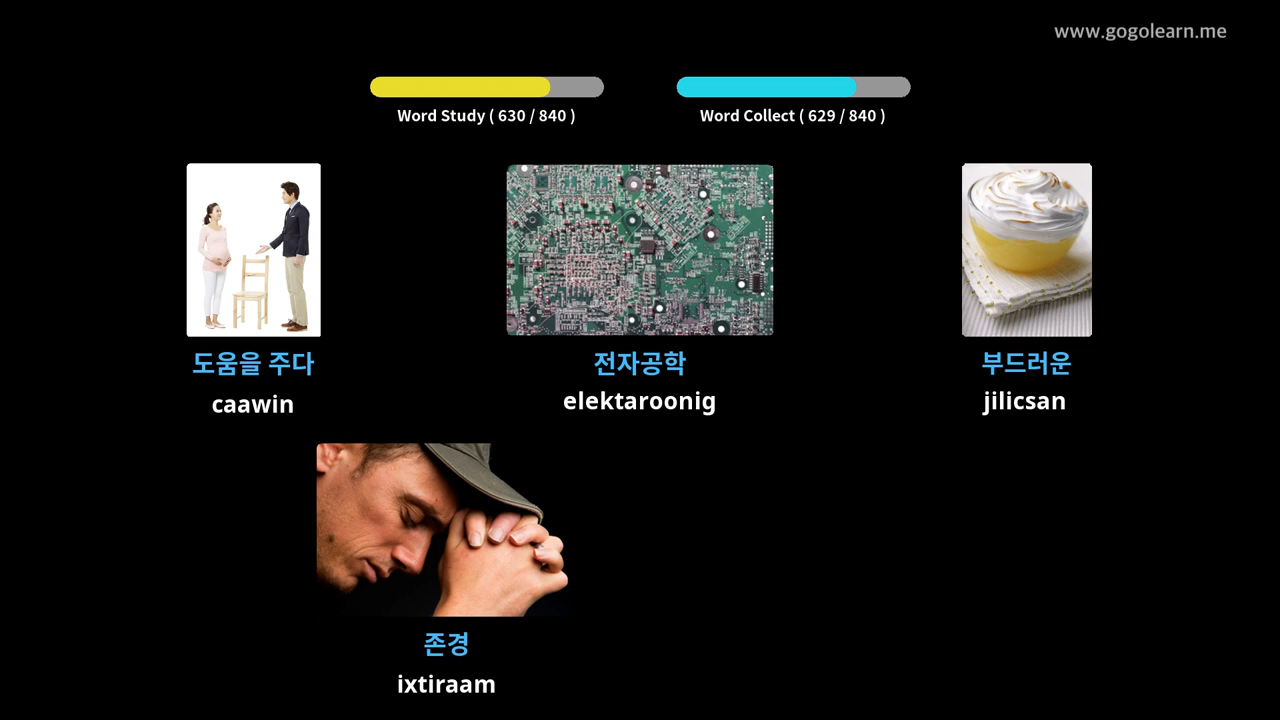 www.gogolearn.me
Word Study ( 630 / 840 )
Word Collect ( 629 / 840 )
도움을 주다
caawin
전자공학
elektaroonig
부드러운
jilicsan
존경
ixtiraam